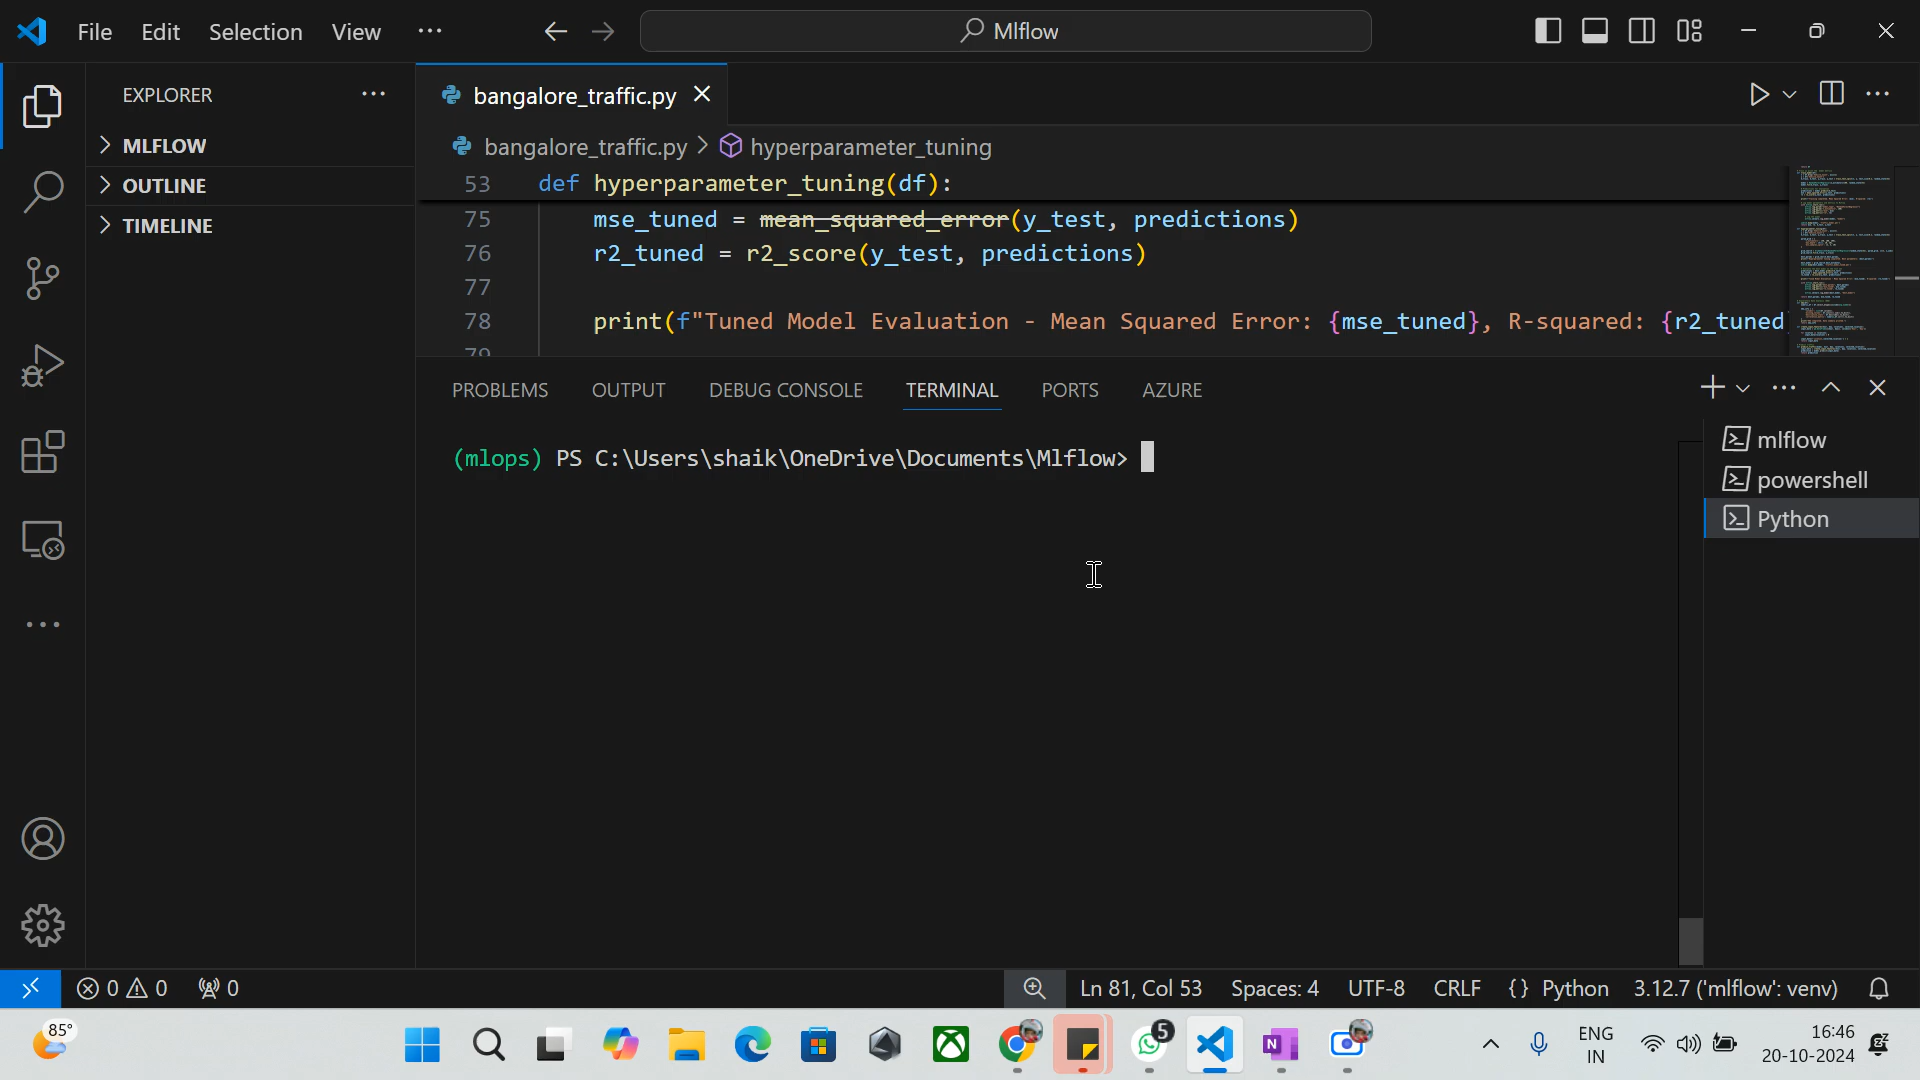 File Edit Selection View ··· Mlflow
EXPLORER ···
MLFLOW
OUTLINE
TIMELINE
bangalore_traffic.py
bangalore_traffic.py > hyperparameter_tuning
53 def hyperparameter_tuning(df):
75 mse_tuned = mean_squared_error(y_test, predictions)
76 r2_tuned = r2_score(y_test, predictions)
77
78 print(f"Tuned Model Evaluation - Mean Squared Error: {mse_tuned}, R-squared: {r2_tuned
79
PROBLEMS OUTPUT DEBUG CONSOLE TERMINAL PORTS AZURE
(mlops) PS C:\Users\shaik\OneDrive\Documents\Mlflow>
mlflow
powershell
Python
0 0 0 Ln 81, Col 53 Spaces: 4 UTF-8 CRLF {} Python 3.12.7 ('mlflow': venv)
85°
5
N
ENG
IN
16:46
20-10-2024